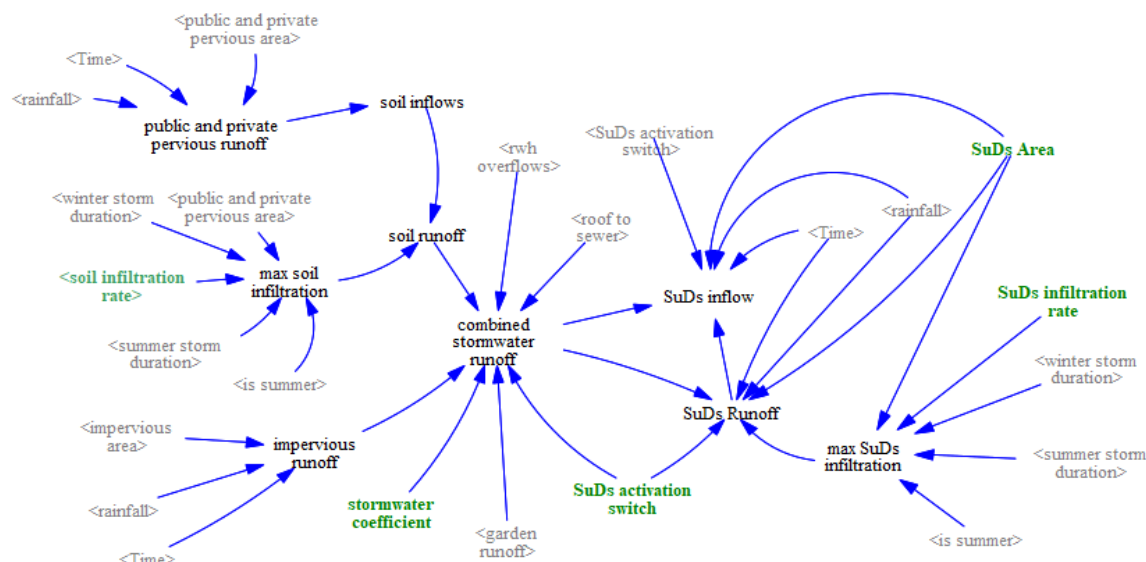 <public and private
pervious area>
<Time>
<rainfall>
public and private
pervious runoff
soil inflows
<SuDs activation
switch>
<rwh
overflows>
SuDs Area
<winter storm
duration>
<public and private
pervious area>
<roof to
sewer>
<rainfall>
<Time>
soil runoff
<soil infiltration
rate>
max soil
infiltration
SuDs inflow
SuDs infiltration
rate
combined
stormwater
runoff
<summer storm
duration>
<is summer>
<winter storm
duration>
SuDs Runoff
<impervious
area>
impervious
runoff
max SuDs
infiltration
<summer storm
duration>
<rainfall>
stormwater
coefficient
SuDs activation
switch
<garden
runoff>
<is summer>
<Time>